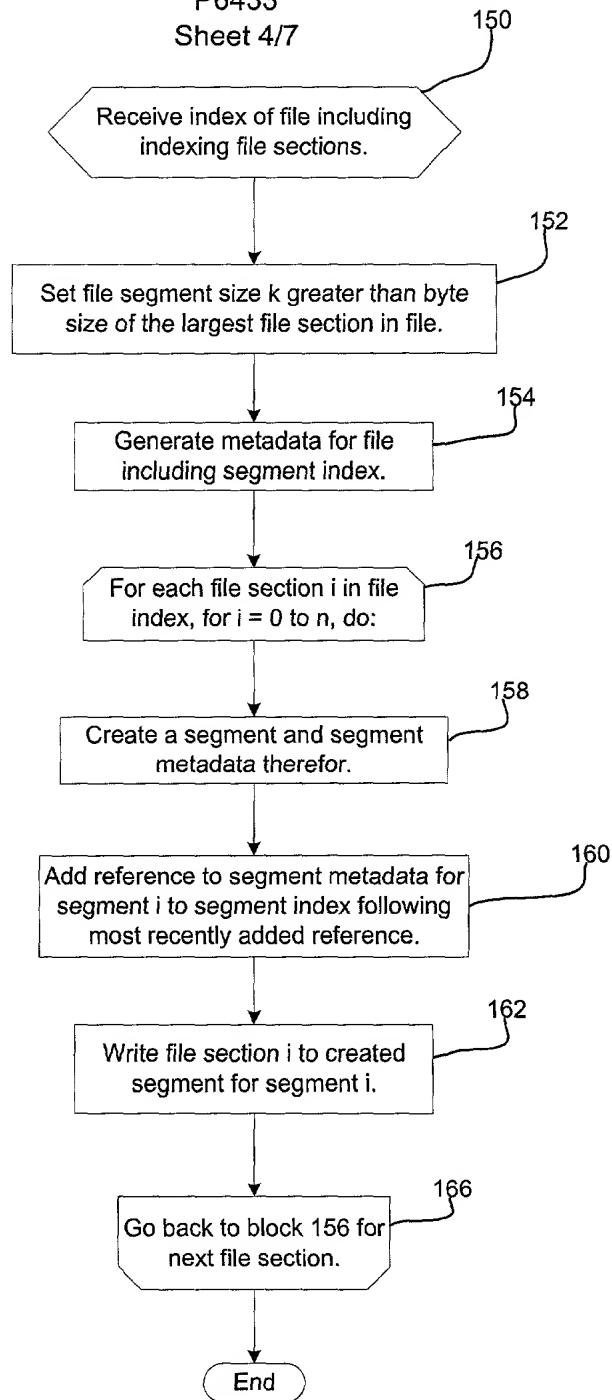 P6433
Sheet 4/7
150
Receive index of file including
indexing file sections.
152
Set file segment size k greater than byte
size of the largest file section in file.
154
Generate metadata for file
including segment index.
156
For each file section i in file
index, for i = 0 to n, do:
158
Create a segment and segment
metadata therefor.
160
Add reference to segment metadata for
segment i to segment index following
most recently added reference.
162
Write file section i to created
segment for segment i.
166
Go back to block 156 for
next file section.
End